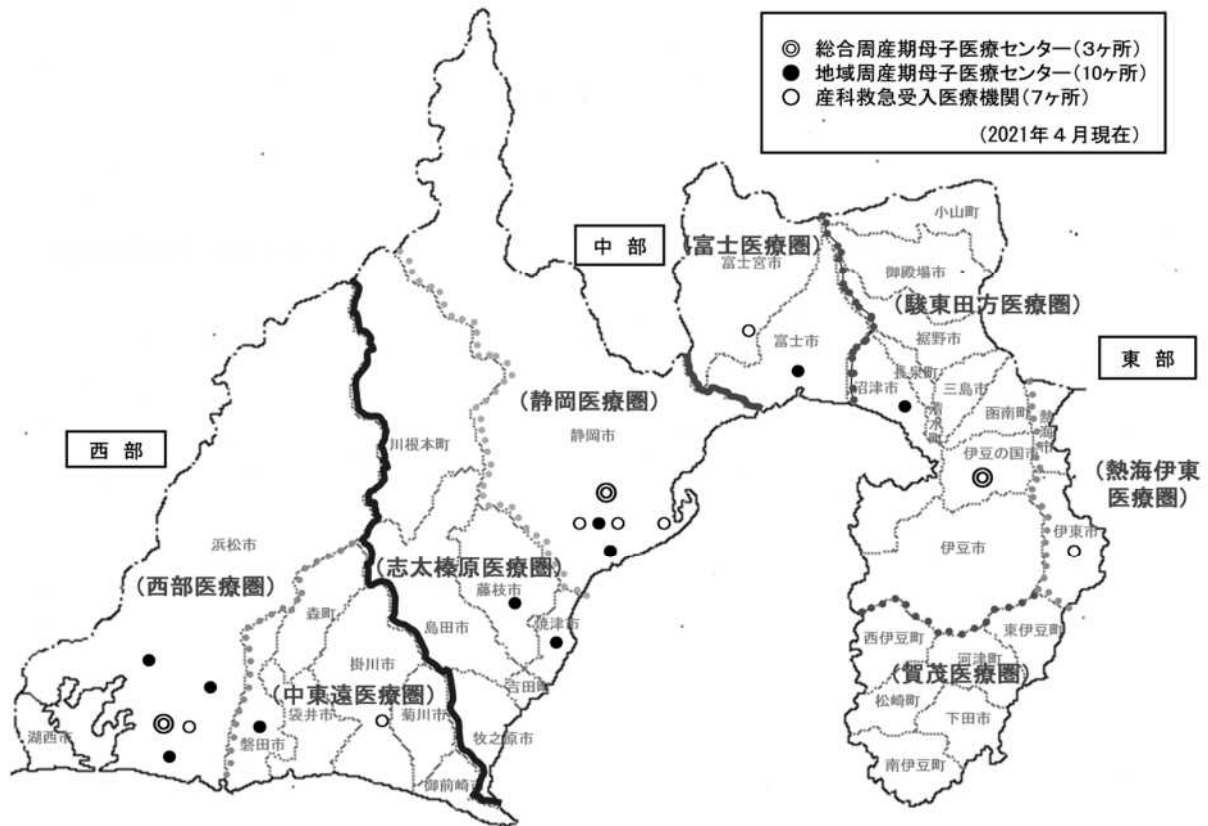 ◎ 総合周産期母子医療センター(3ヶ所)
● 地域周産期母子医療センター(10ヶ所)
○ 産科救急受入医療機関(7ヶ所)
(2021年4月現在)
小山町
中部
(富士医療圏)
富士宮市
御殿場市
(駿東田方医療圏)
裾野市
富士市
東部
長泉町
沼津市
三島市
清水町
函南町
熱海市
(静岡医療圏)
静岡市
川根本町
西部
伊豆の国市
(熱海伊東
医療圏)
伊東市
伊豆市
浜松市
(西部医療圏)
(志太榛原医療圏)
藤枝市
森町
島田市
焼津市
西伊豆町
東伊豆町
河津町
(賀茂医療圏)
掛川市
(中東遠医療圏)
吉田町
袋井市
菊川市
松崎町
下田市
湖西市
磐田市
牧之原市
南伊豆町
御前崎市